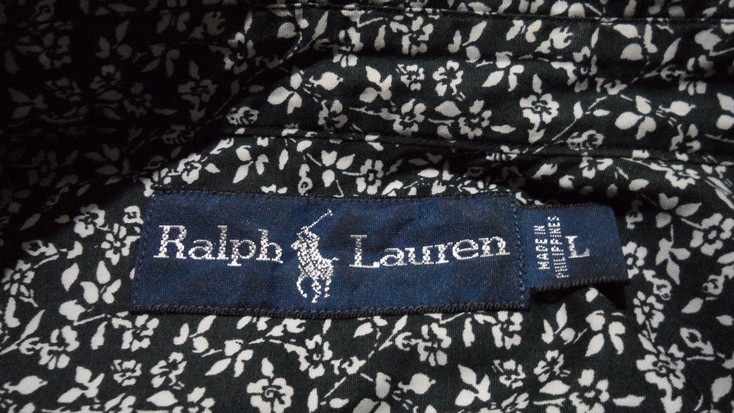 Ralph Lauren
MADE IN
PHILIPPINES
L